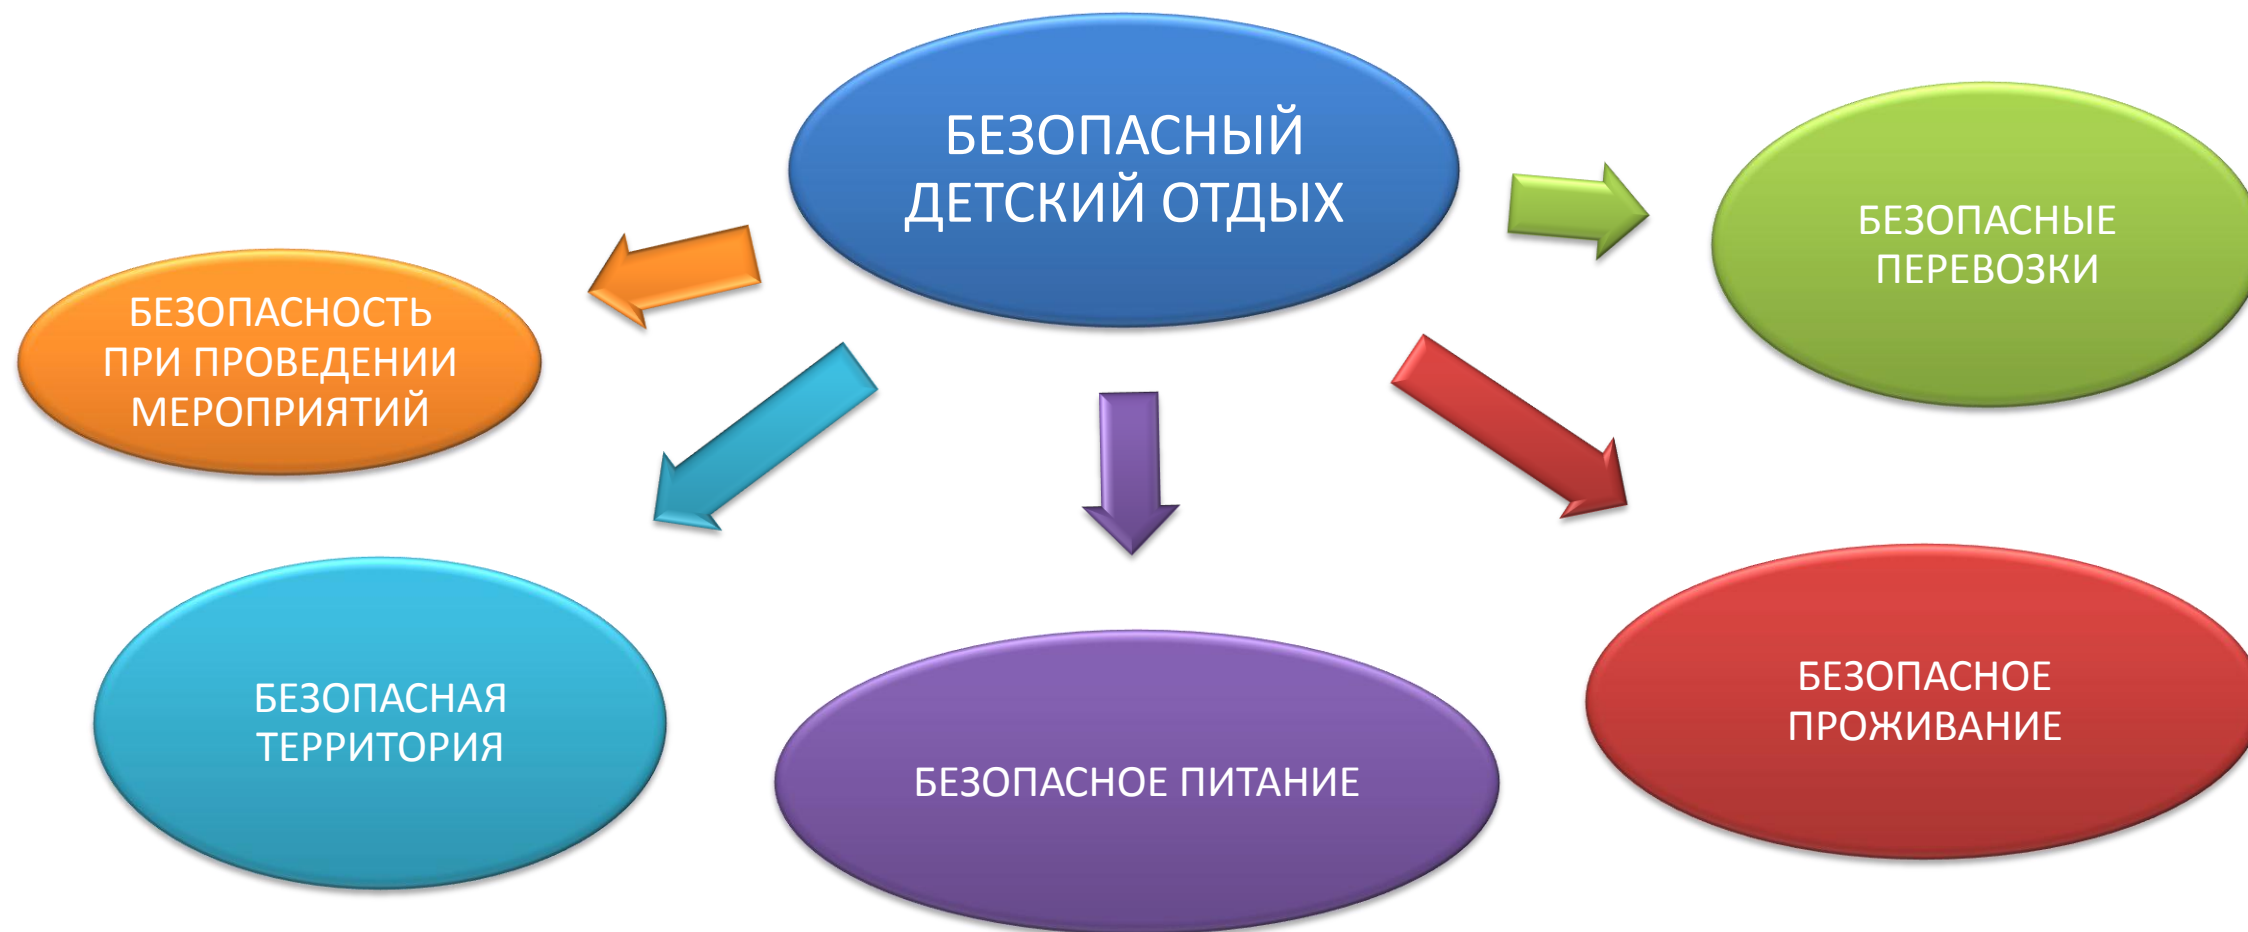 БЕЗОПАСНЫЙ
ДЕТСКИЙ ОТДЫХ
БЕЗОПАСНЫЕ
ПЕРЕВОЗКИ
БЕЗОПАСНОСТЬ
ПРИ ПРОВЕДЕНИИ
МЕРОПРИЯТИЙ
БЕЗОПАСНАЯ
ТЕРРИТОРИЯ
БЕЗОПАСНОЕ ПИТАНИЕ
БЕЗОПАСНОЕ
ПРОЖИВАНИЕ